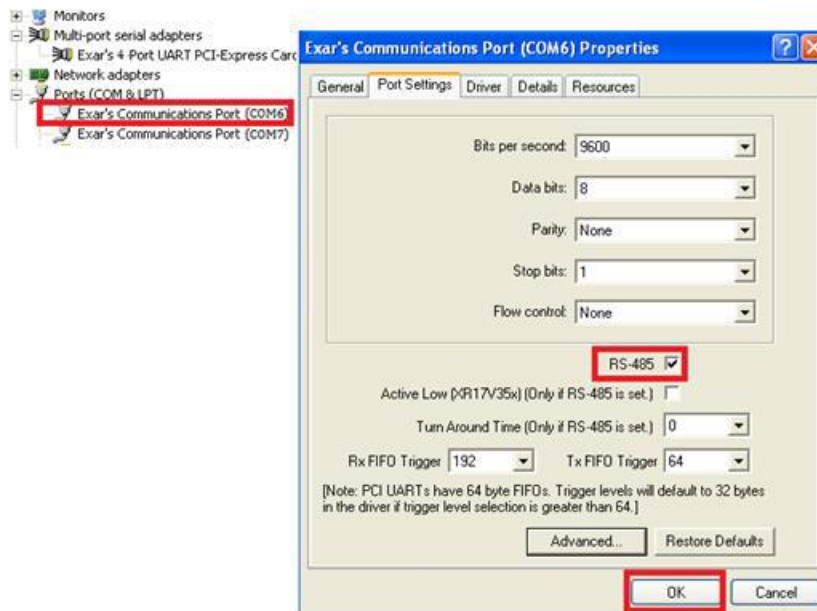 Monitors
Multi-port serial adapters
Exar's 4-Port UART PCI-Express Card
Network adapters
Ports (COM & LPT)
Exar's Communications Port (COM6)
Exar's Communications Port (COM7)
Exar's Communications Port (COM6) Properties
General Port Settings Driver Details Resources
Bits per second: 9600
Data bits: 8
Parity: None
Stop bits: 1
Flow control: None
RS-485
Active Low (XR17V35x) (Only if RS-485 is set.)
Turn Around Time (Only if RS-485 is set.) 0
Rx FIFO Trigger 192 Tx FIFO Trigger 64
[Note: PCI UARTs have 64 byte FIFOs. Trigger levels will default to 32 bytes
in the driver if trigger level selection is greater than 64.]
Advanced... Restore Defaults
OK Cancel